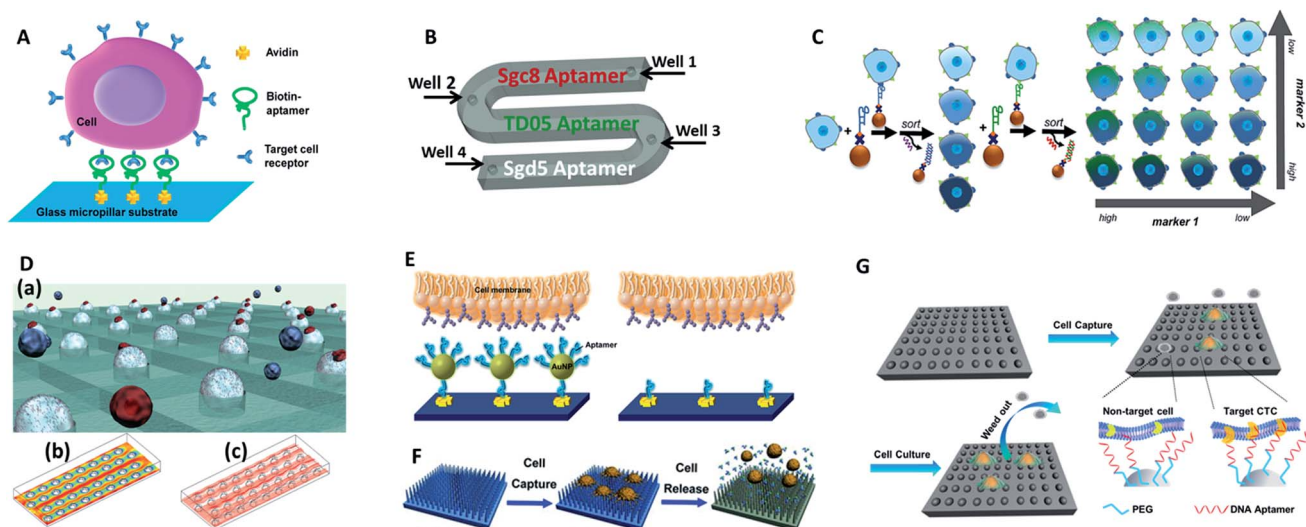 A
Cell
Avidin
Biotin-
aptamer
Target cell
receptor
Glass micropillar substrate
B
Well 1
Sgc8 Aptamer
Well 2
TD05 Aptamer
Well 3
Well 4
Sgd5 Aptamer
C
+
sort
+
sort
low
marker 2
high
high
marker 1
low
D
(a)
(b)
(c)
E
Cell membrane
Aptamer
AuNP
F
Cell
Capture
Cell
Release
G
Cell Capture
Weed out
Cell Culture
Non-target cell
Target CTC
PEG
DNA Aptamer